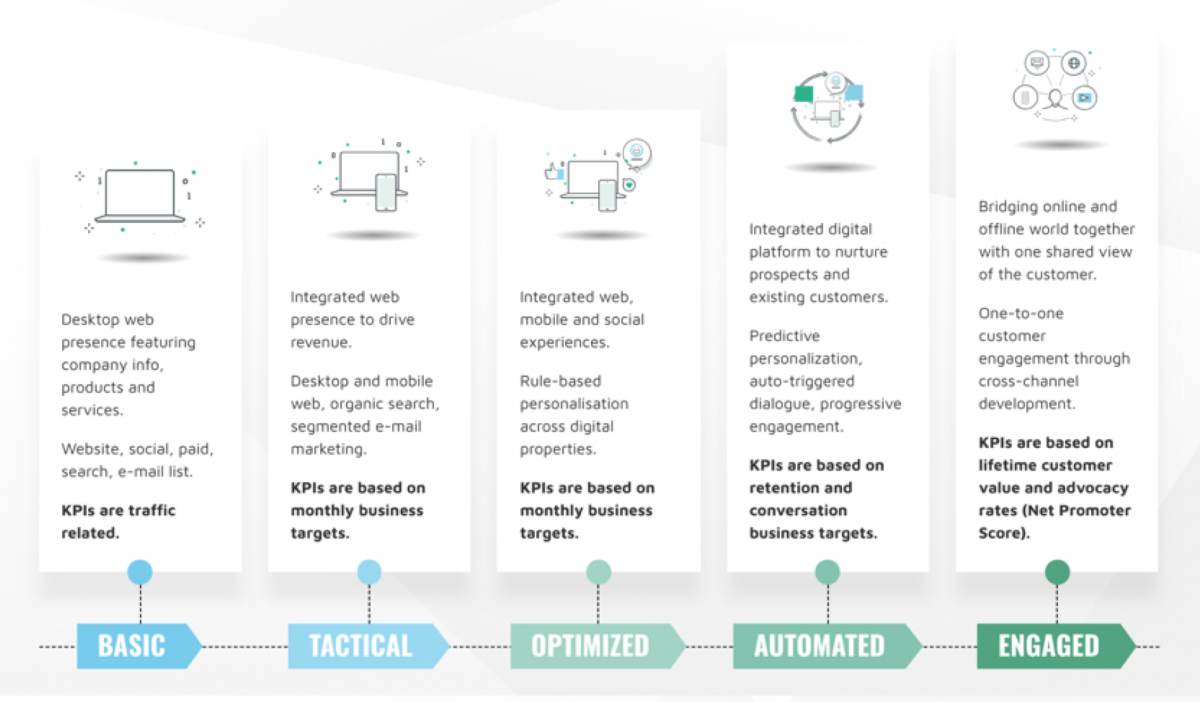 Desktop web
presence featuring
company info,
products and
services.
Website, social, paid,
search, e-mail list.
KPIs are traffic
related.
Integrated web
presence to drive
revenue.
Desktop and mobile
web, organic search,
segmented e-mail
marketing.
KPIs are based on
monthly business
targets.
Integrated web,
mobile and social
experiences.
Rule-based
personalisation
across digital
properties.
KPIs are based on
monthly business
targets.
Integrated digital
platform to nurture
prospects and
existing customers.
Predictive
personalization,
auto-triggered
dialogue, progressive
engagement.
KPIs are based on
retention and
conversation
business targets.
Bridging online and
offline world together
with one shared view
of the customer.
One-to-one
customer
engagement through
cross-channel
development.
KPIs are based on
lifetime customer
value and advocacy
rates (Net Promoter
Score).
BASIC
TACTICAL
OPTIMIZED
AUTOMATED
ENGAGED